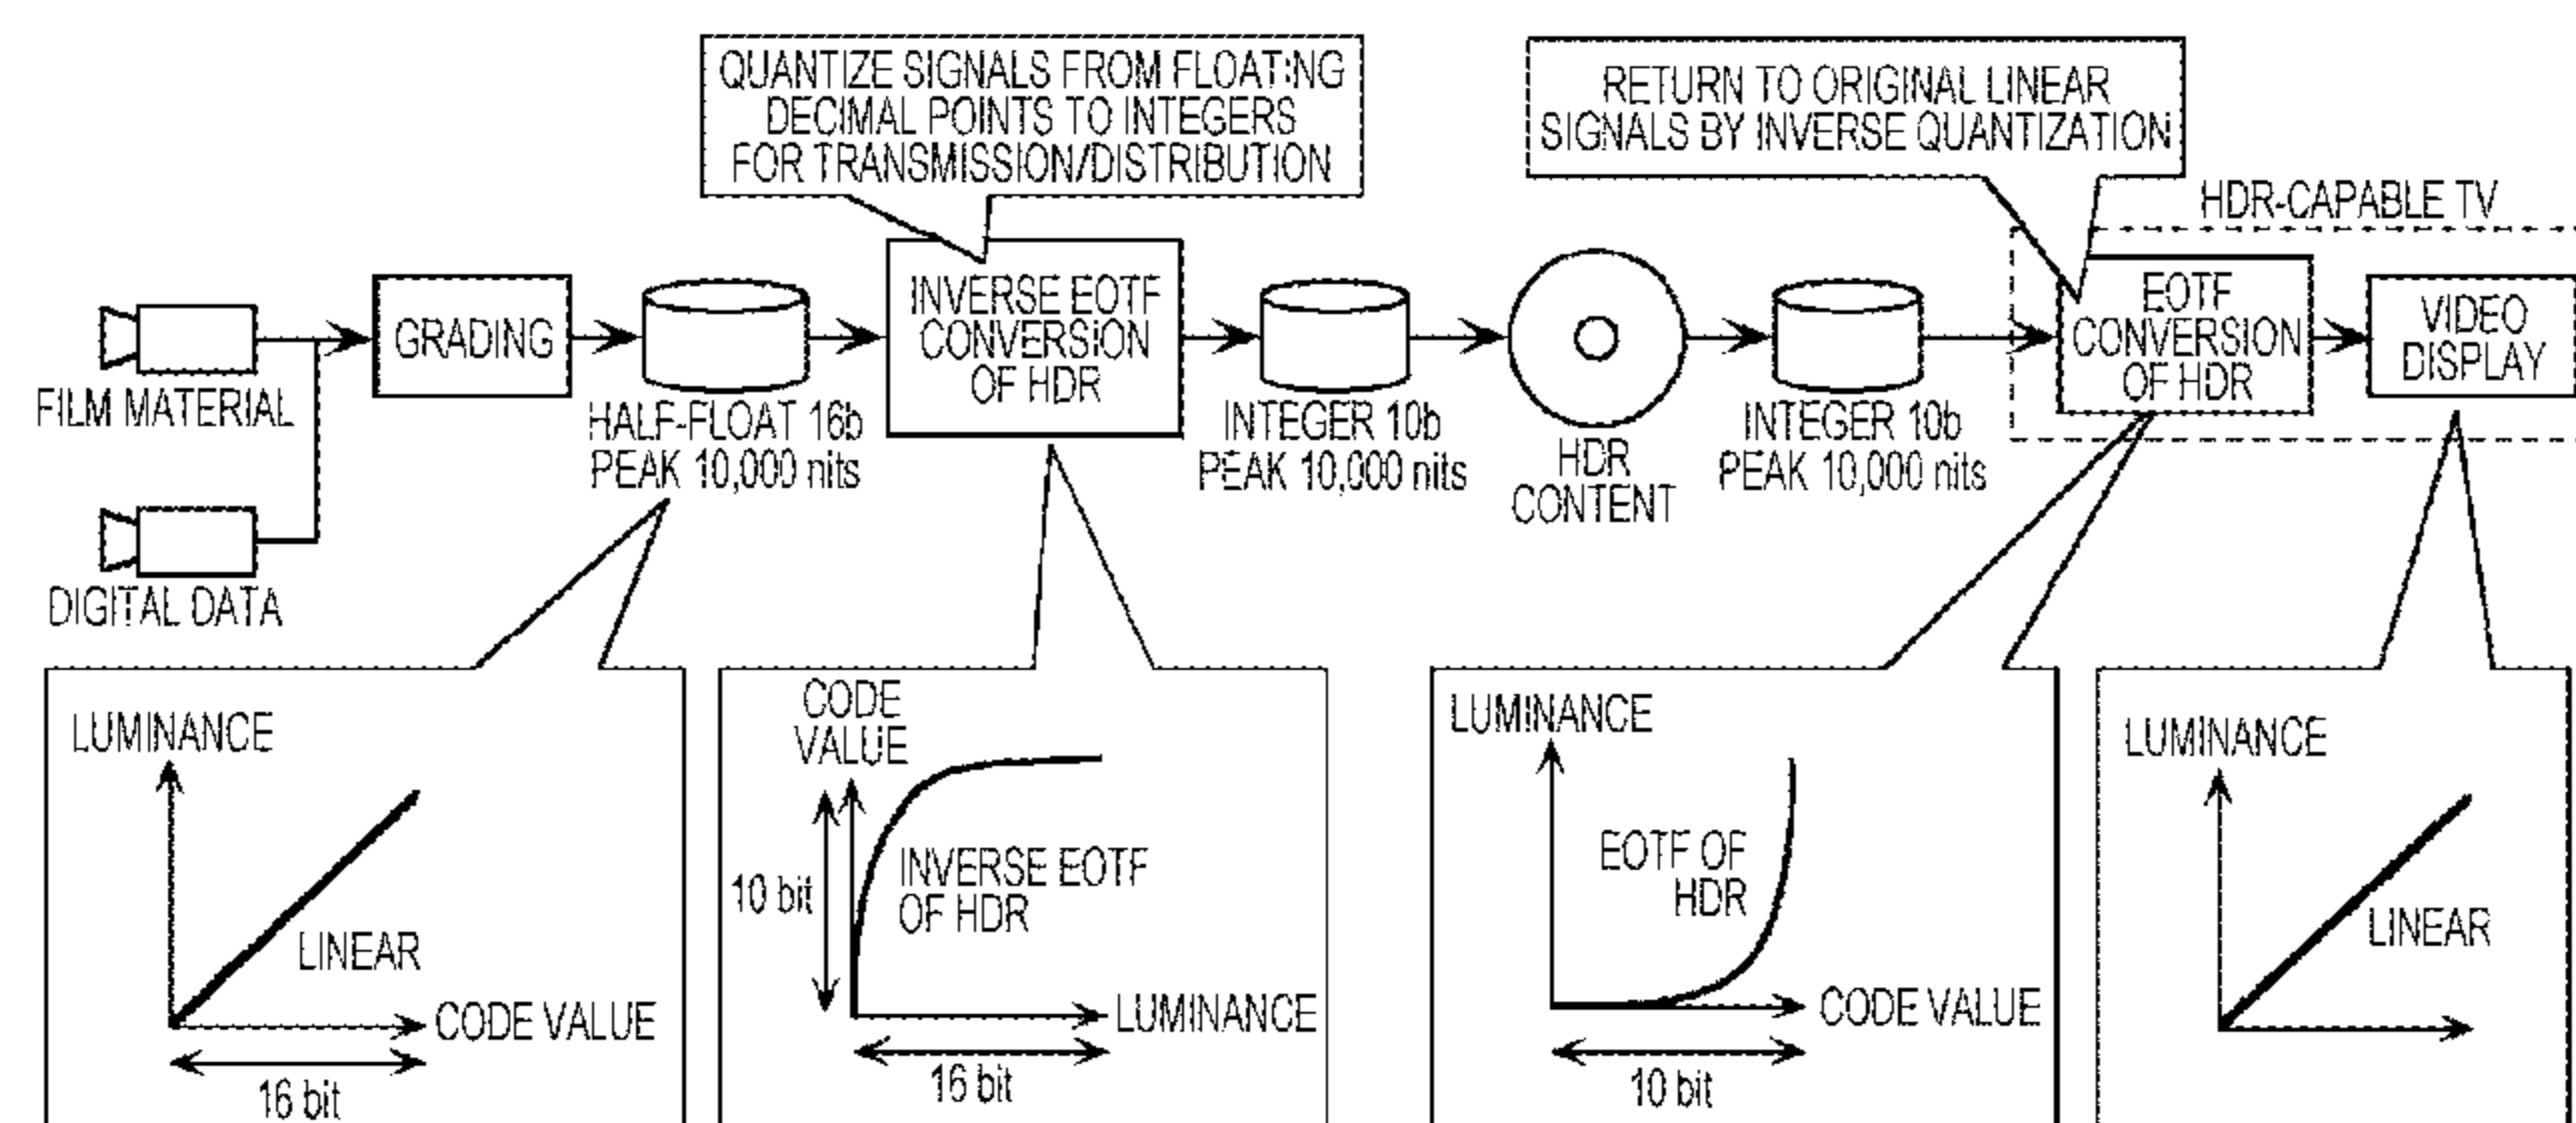 QUANTIZE SIGNALS FROM FLOATING
DECIMAL POINTS TO INTEGERS
FOR TRANSMISSION/DISTRIBUTION
RETURN TO ORIGINAL LINEAR
SIGNALS BY INVERSE QUANTIZATION
HDR-CAPABLE TV
FILM MATERIAL
DIGITAL DATA
GRADING
HALF-FLOAT 16b
PEAK 10,000 nits
INVERSE EOTF
CONVERSION
OF HDR
INTEGER 10b
PEAK 10,000 nits
HDR
CONTENT
INTEGER 10b
PEAK 10,000 nits
EOTF
CONVERSION
OF HDR
VIDEO
DISPLAY
LUMINANCE
LINEAR
CODE VALUE
16 bit
CODE
VALUE
10 bit
INVERSE EOTF
OF HDR
LUMINANCE
16 bit
LUMINANCE
EOTF OF
HDR
CODE VALUE
10 bit
LUMINANCE
LINEAR